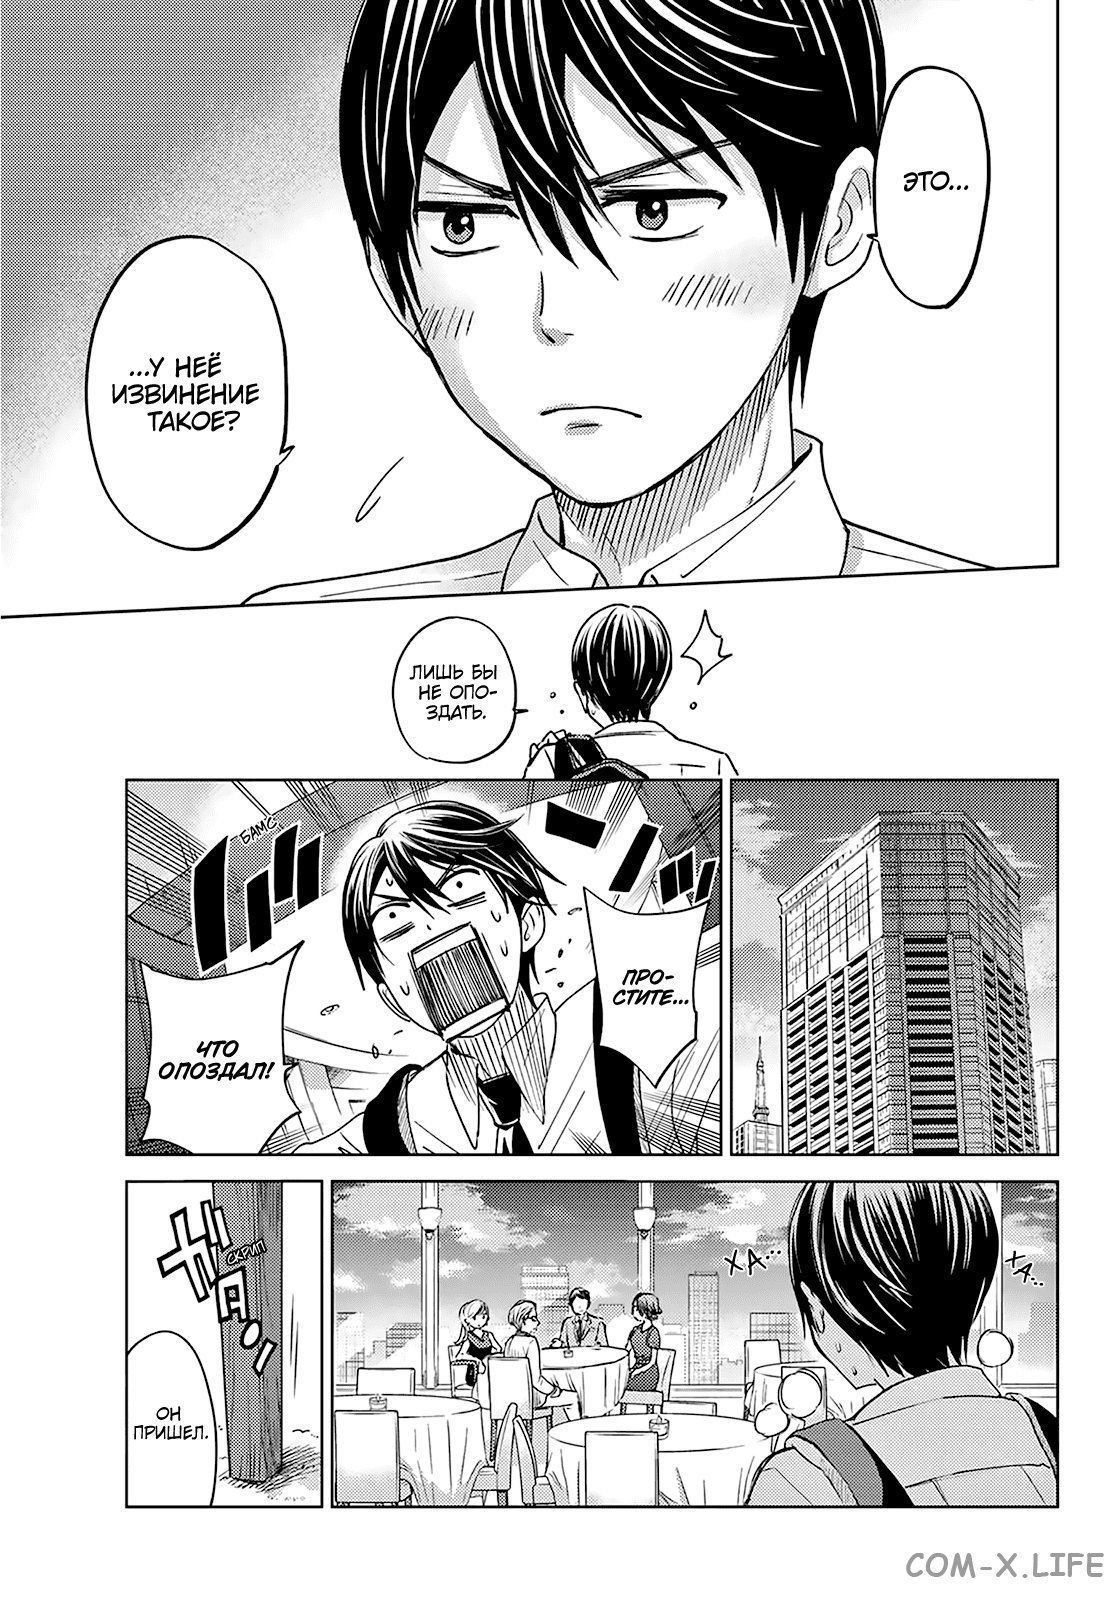 ЭТО...
...У НЕЁ
ИЗВИНЕНИЕ
ТАКОЕ?
ЛИШЬ БЫ
НЕ ОПО-
ЗДАТЬ.
ПРО-
СТИТЕ...
БАМС
ЧТО
ОПОЗДАЛ!
ХА...
ХА...
СКРИП
ОН
ПРИШЕЛ.
COM-X.LIFE